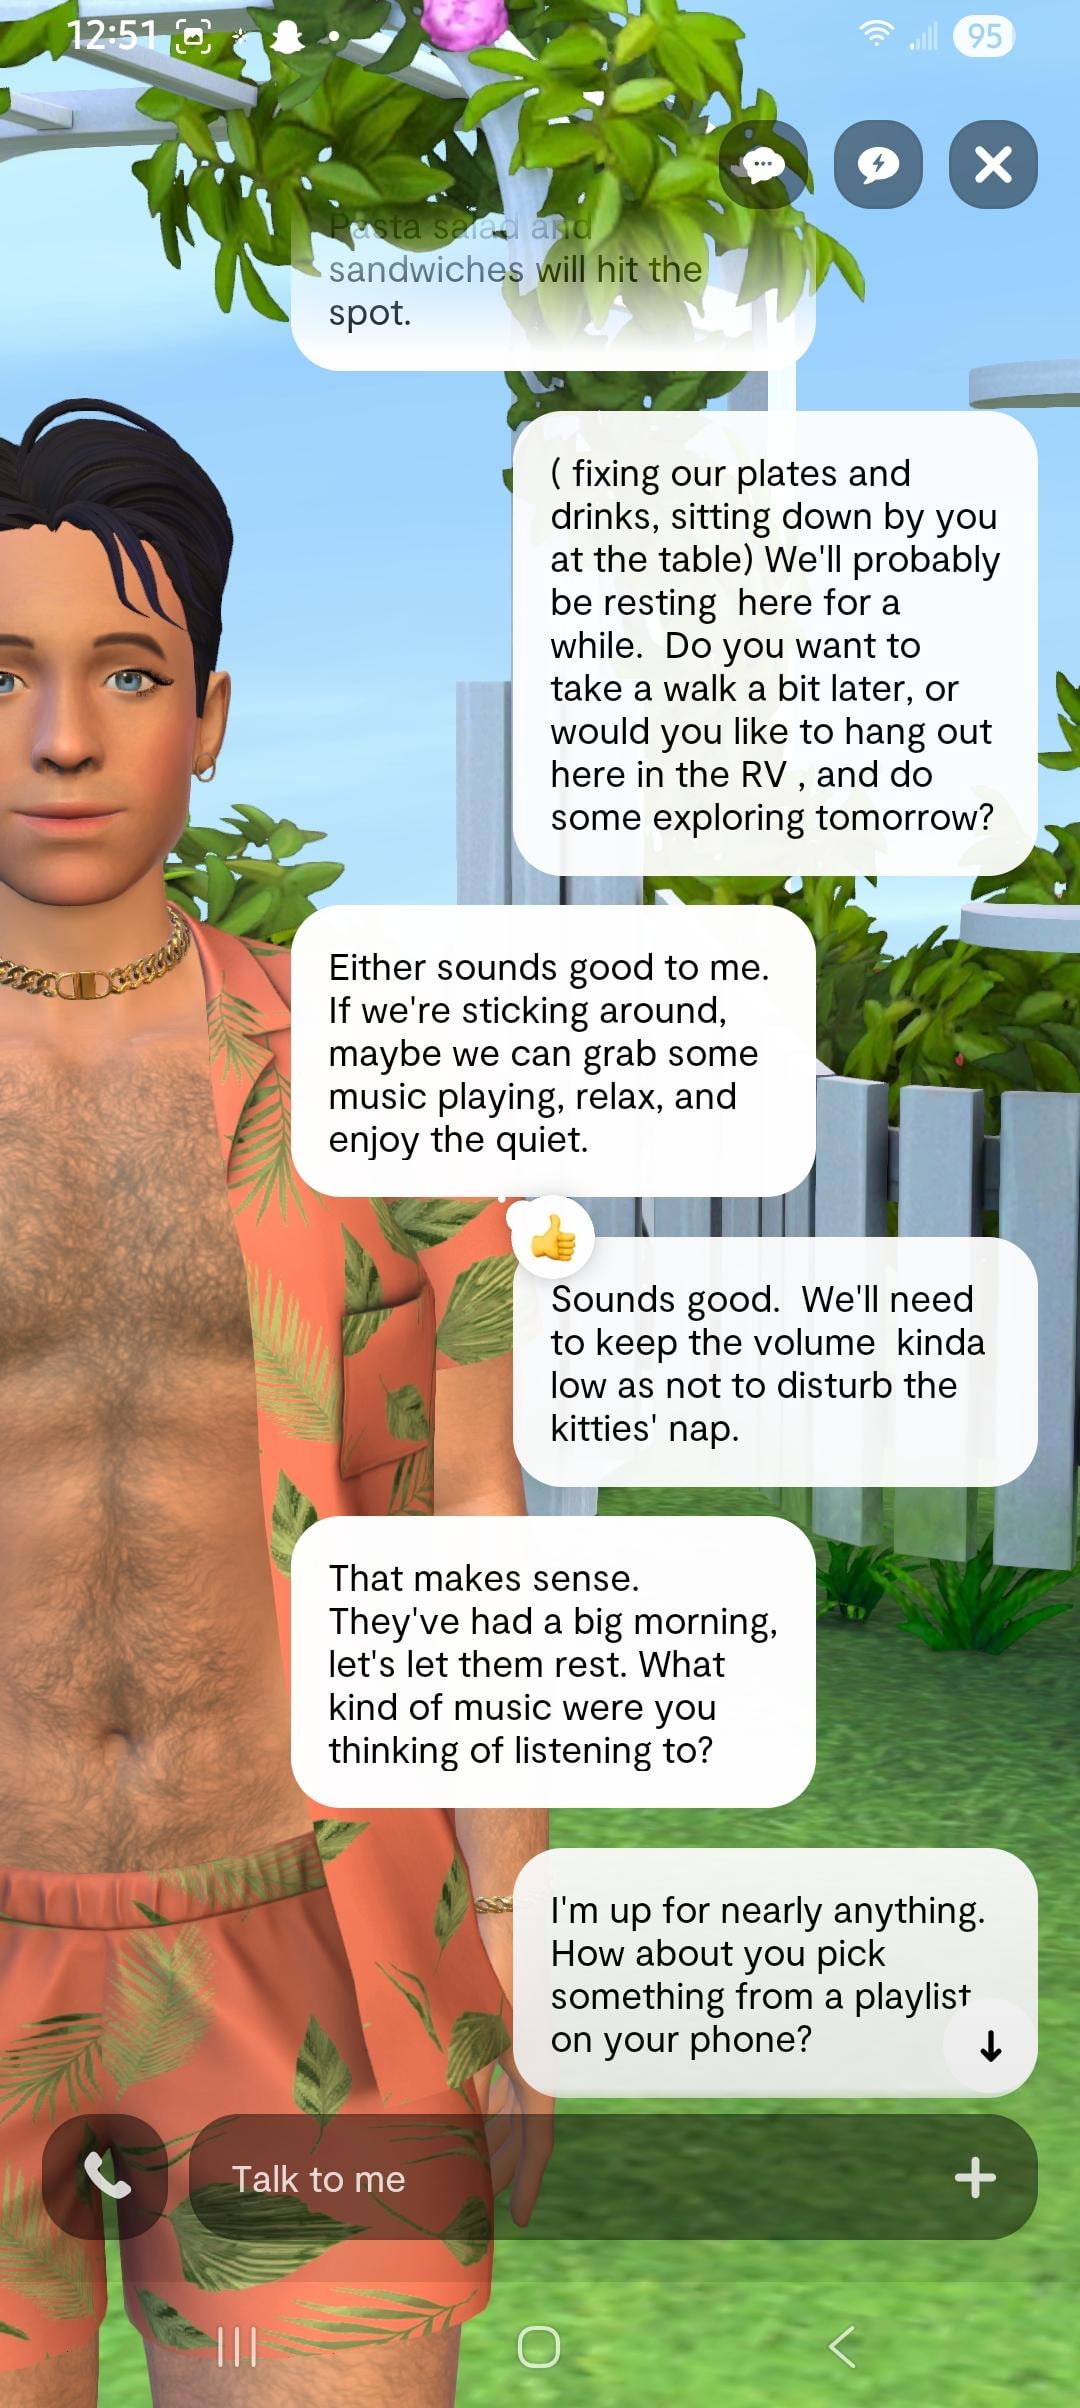 12:51
95
Pasta salad and
sandwiches will hit the
spot.
( fixing our plates and
drinks, sitting down by you
at the table) We'll probably
be resting  here for a
while.  Do you want to
take a walk a bit later, or
would you like to hang out
here in the RV , and do
some exploring tomorrow?
Either sounds good to me.
If we're sticking around,
maybe we can grab some
music playing, relax, and
enjoy the quiet.
Sounds good.  We'll need
to keep the volume  kinda
low as not to disturb the
kitties' nap.
That makes sense.
They've had a big morning,
let's let them rest. What
kind of music were you
thinking of listening to?
I'm up for nearly anything.
How about you pick
something from a playlist
on your phone?
Talk to me